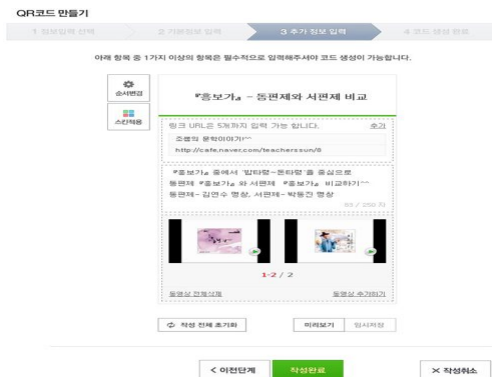 QR코드 만들기
1 정보입력 선택
2 기본정보 입력
3 추가 정보 입력
4 코드 생성 완료
아래 항목 중 1가지 이상의 항목은 필수적으로 입력해주셔야 코드 생성이 가능합니다.
순서변경
스킨적용
『흥보가』 - 동편제와 서편제 비교
링크 URL은 5개까지 입력 가능 합니다.
추가
조쌤의 문학이야기!^^
http://cafe.naver.com/teacherssun/8
『흥보가』 중에서 '밥타령~돈타령'을 중심으로
동편제 『흥보가』와 서편제 『흥보가』 비교하기^^
동편제- 김연수 명창, 서편제- 박동진 명창
/ 250 자
1-2 / 2
동영상 전체삭제
동영상 추가하기
작성 전체 초기화
미리보기
임시저장
< 이전단계
작성완료
× 작성취소